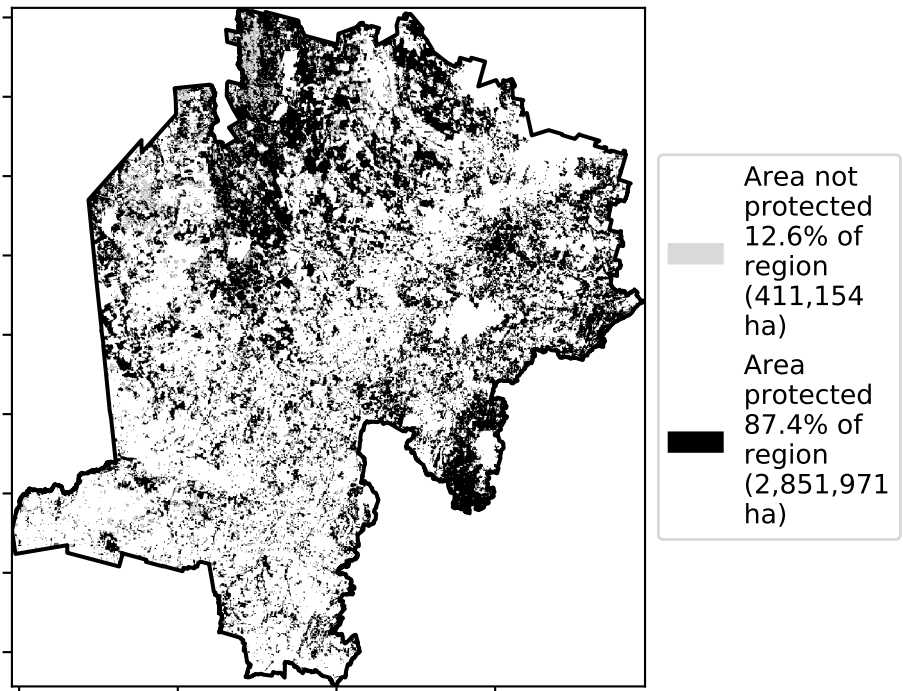 Area not
protected
12.6% of
region
(411,154
ha)
Area
protected
87.4% of
region
(2,851,971
ha)